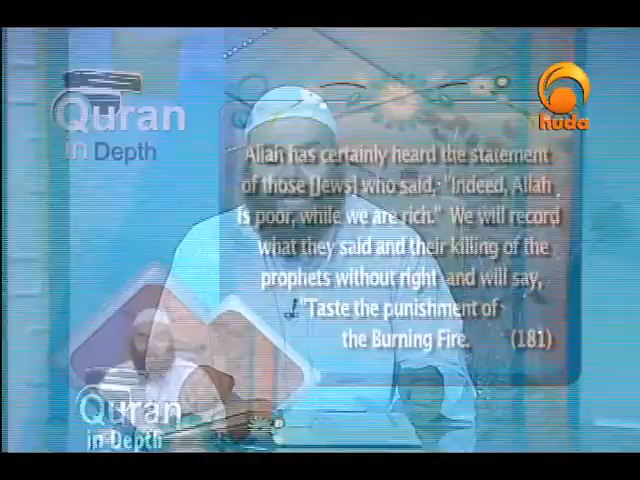 Quran
in Depth
huda
Allah has certainly heard the statement
of those [Jews] who said, "Indeed, Allah
is poor, while we are rich." We will record
what they said and their killing of the
prophets without right and will say,
"Taste the punishment of
the Burning Fire. (181)
Quran
in Depth